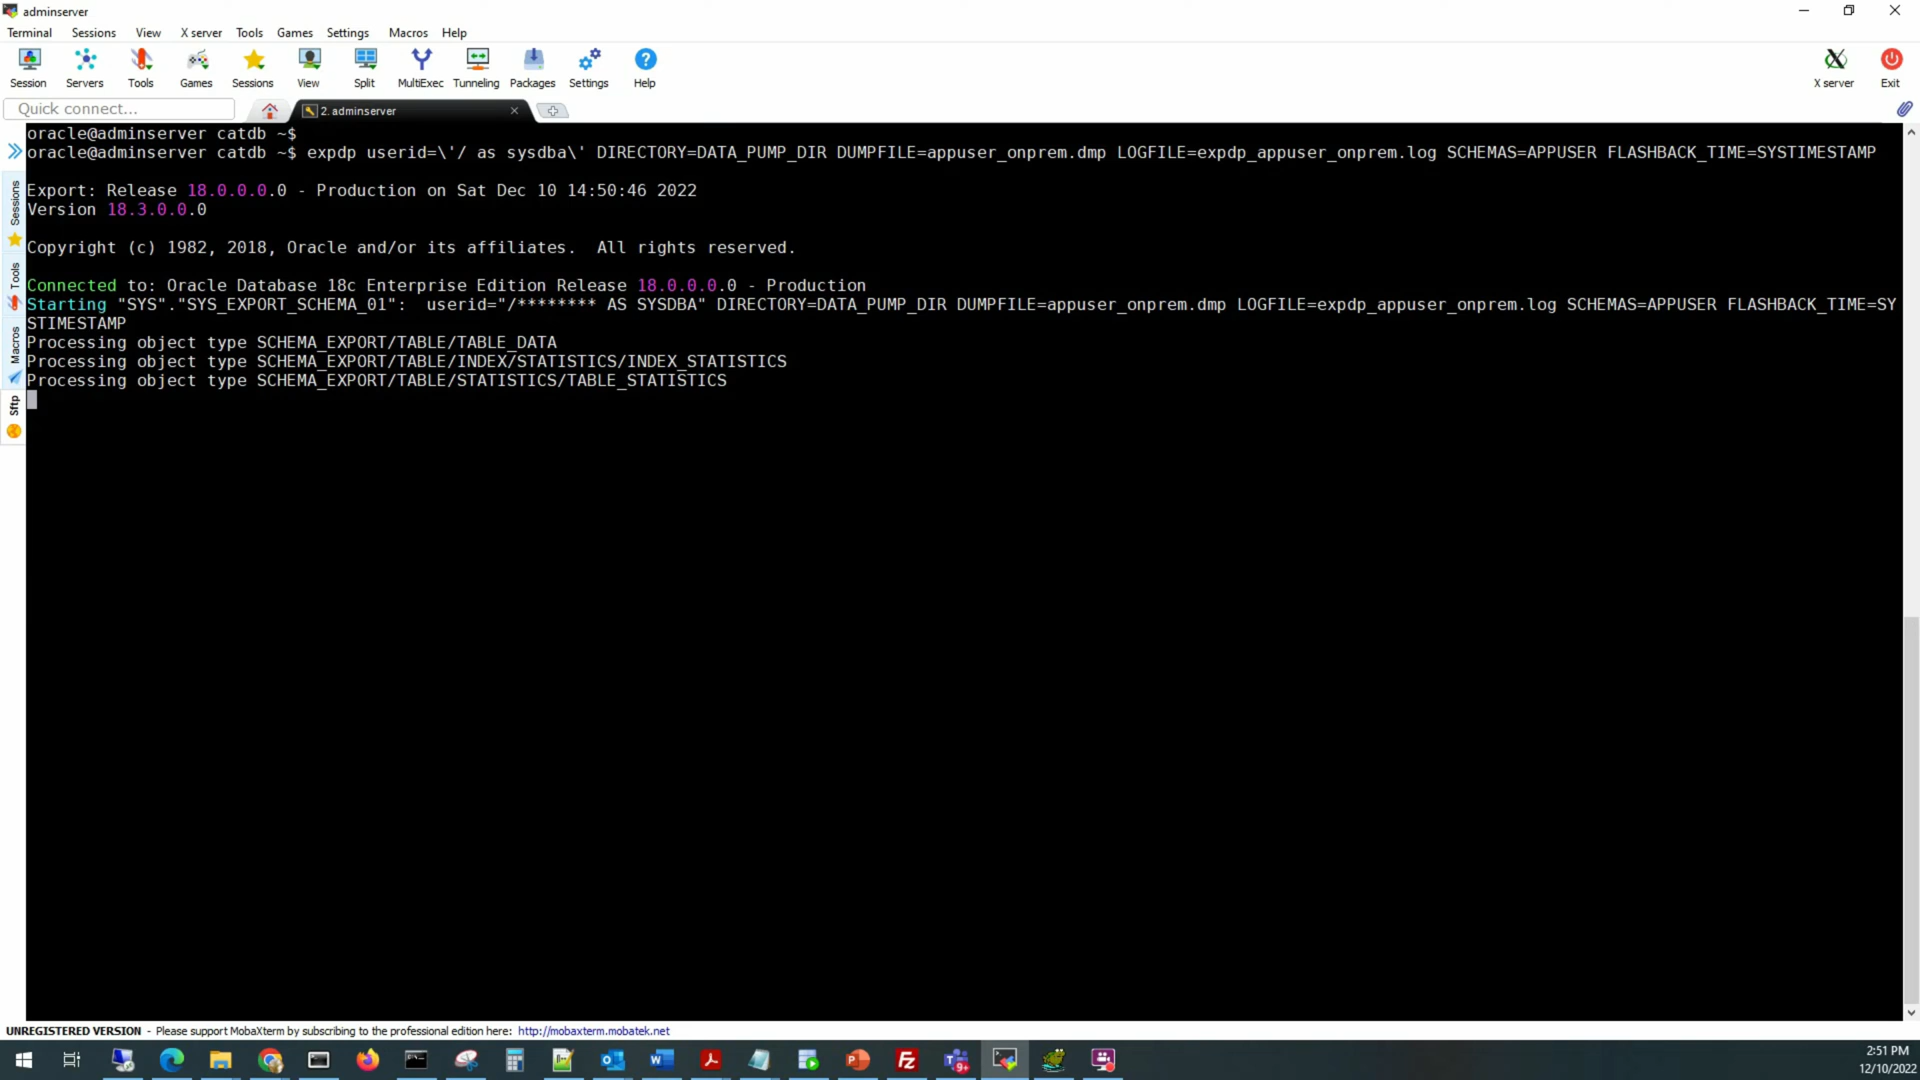 adminserver
Terminal Sessions View X server Tools Games Settings Macros Help
Session Servers Tools Games Sessions View Split MultiExec Tunneling Packages Settings Help X server Exit
Quick connect...
2. adminserver
oracle@adminserver catdb ~$
oracle@adminserver catdb ~$ expdp userid=\'/ as sysdba\' DIRECTORY=DATA_PUMP_DIR DUMPFILE=appuser_onprem.dmp LOGFILE=expdp_appuser_onprem.log SCHEMAS=APPUSER FLASHBACK_TIME=SYSTIMESTAMP
Export: Release 18.0.0.0.0 - Production on Sat Dec 10 14:50:46 2022
Version 18.3.0.0.0
Copyright (c) 1982, 2018, Oracle and/or its affiliates.  All rights reserved.
Connected to: Oracle Database 18c Enterprise Edition Release 18.0.0.0.0 - Production
Starting "SYS"."SYS_EXPORT_SCHEMA_01":  userid="/******** AS SYSDBA" DIRECTORY=DATA_PUMP_DIR DUMPFILE=appuser_onprem.dmp LOGFILE=expdp_appuser_onprem.log SCHEMAS=APPUSER FLASHBACK_TIME=SY
STIMESTAMP
Processing object type SCHEMA_EXPORT/TABLE/TABLE_DATA
Processing object type SCHEMA_EXPORT/TABLE/INDEX/STATISTICS/INDEX_STATISTICS
Processing object type SCHEMA_EXPORT/TABLE/STATISTICS/TABLE_STATISTICS
Sessions
Tools
Macros
Sftp
UNREGISTERED VERSION - Please support MobaXterm by subscribing to the professional edition here: http://mobaxterm.mobatek.net
9+
2:51 PM
12/10/2022